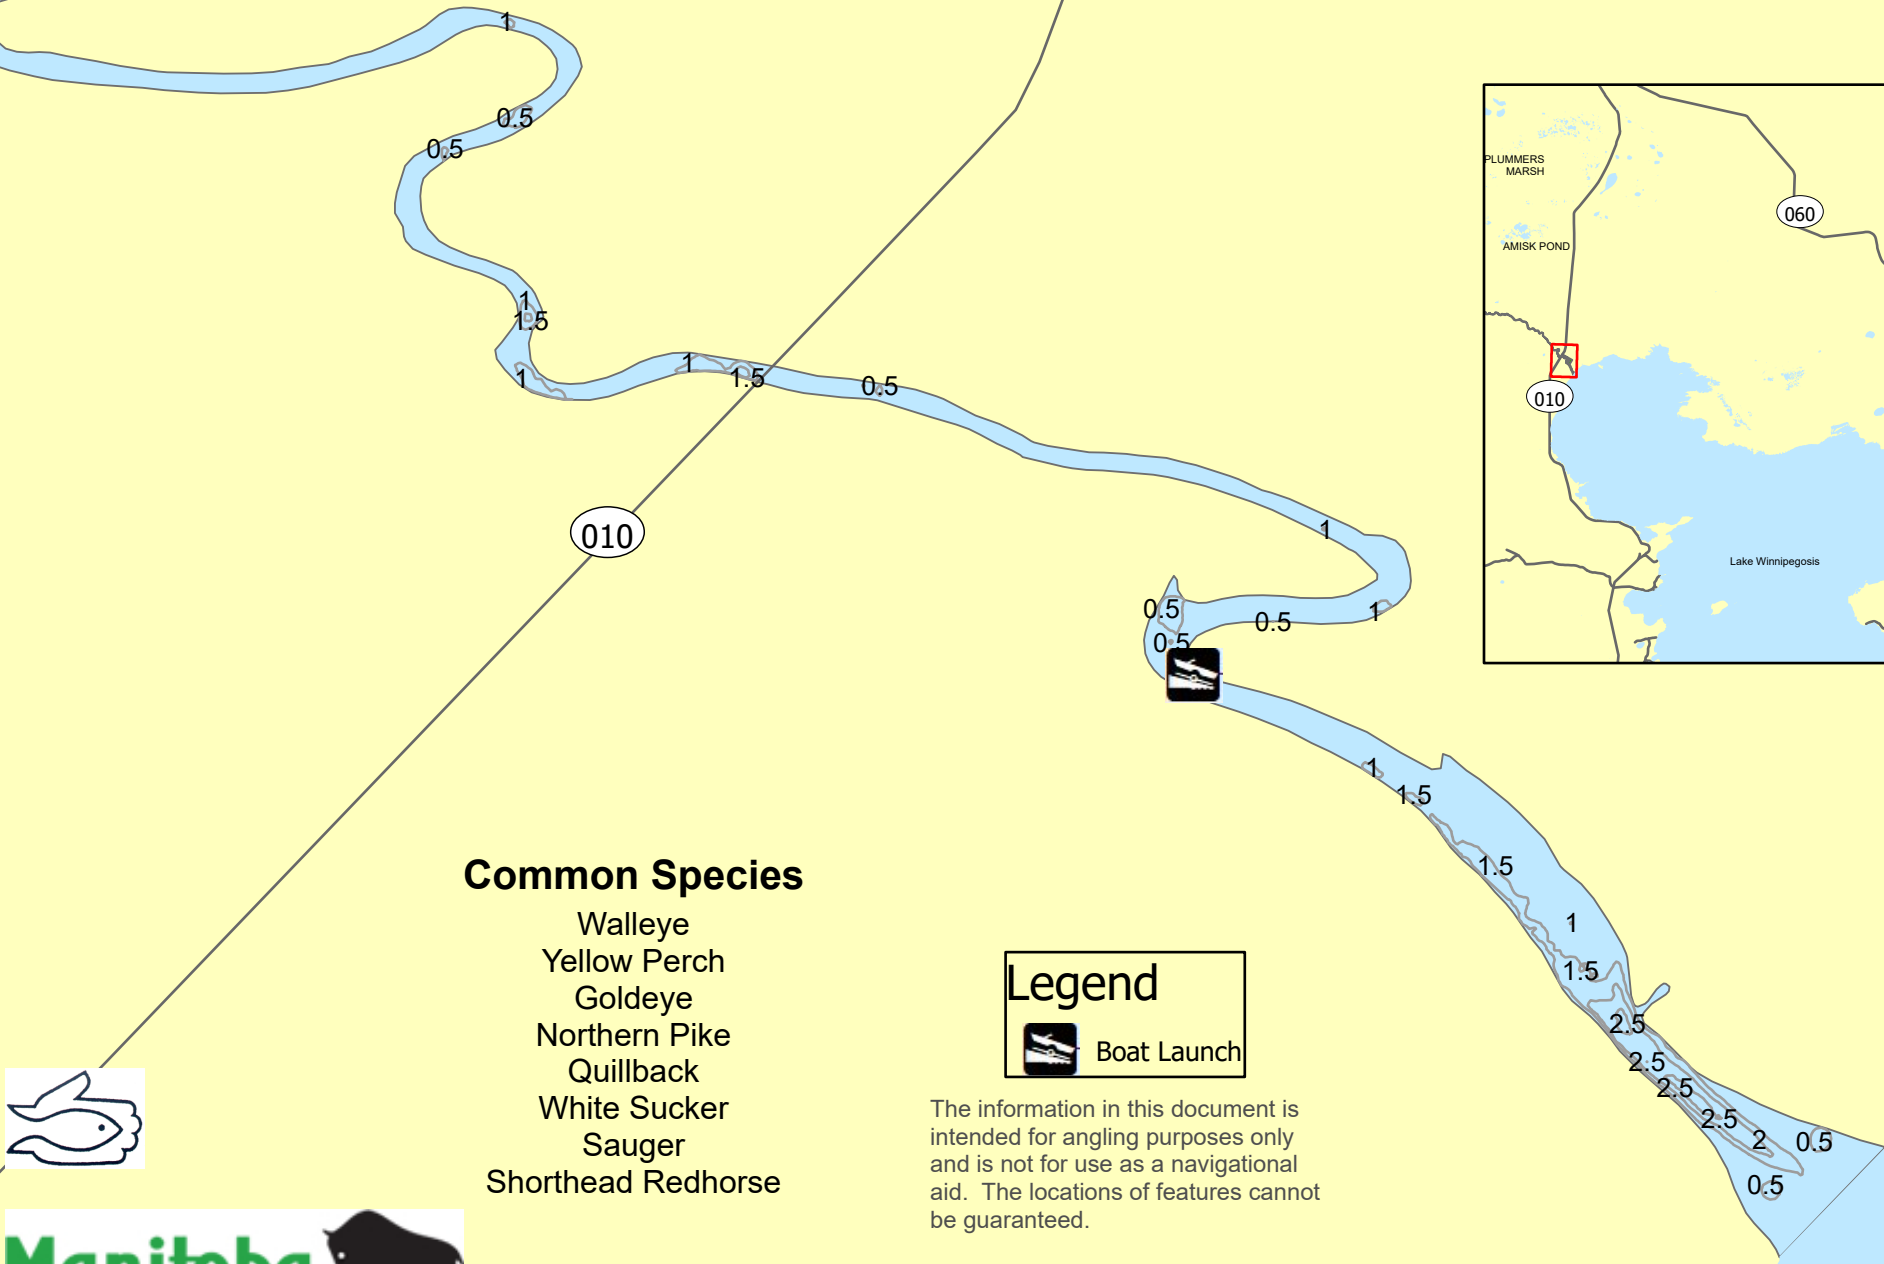 1
0.5
0.5
1
1.5
1
1
1.5
0.5
010
1
0.5
0.5
1
0.5
1
1.5
1.5
1
1.5
2.5
2.5
2.5
2.5
2
0.5
0.5
PLUMMERS
MARSH
AMISK POND
060
010
Lake Winnipegosis
Common Species
Walleye
Yellow Perch
Goldeye
Northern Pike
Quillback
White Sucker
Sauger
Shorthead Redhorse
Legend
Boat Launch
The information in this document is
intended for angling purposes only
and is not for use as a navigational
aid.  The locations of features cannot
be guaranteed.
Manitoba